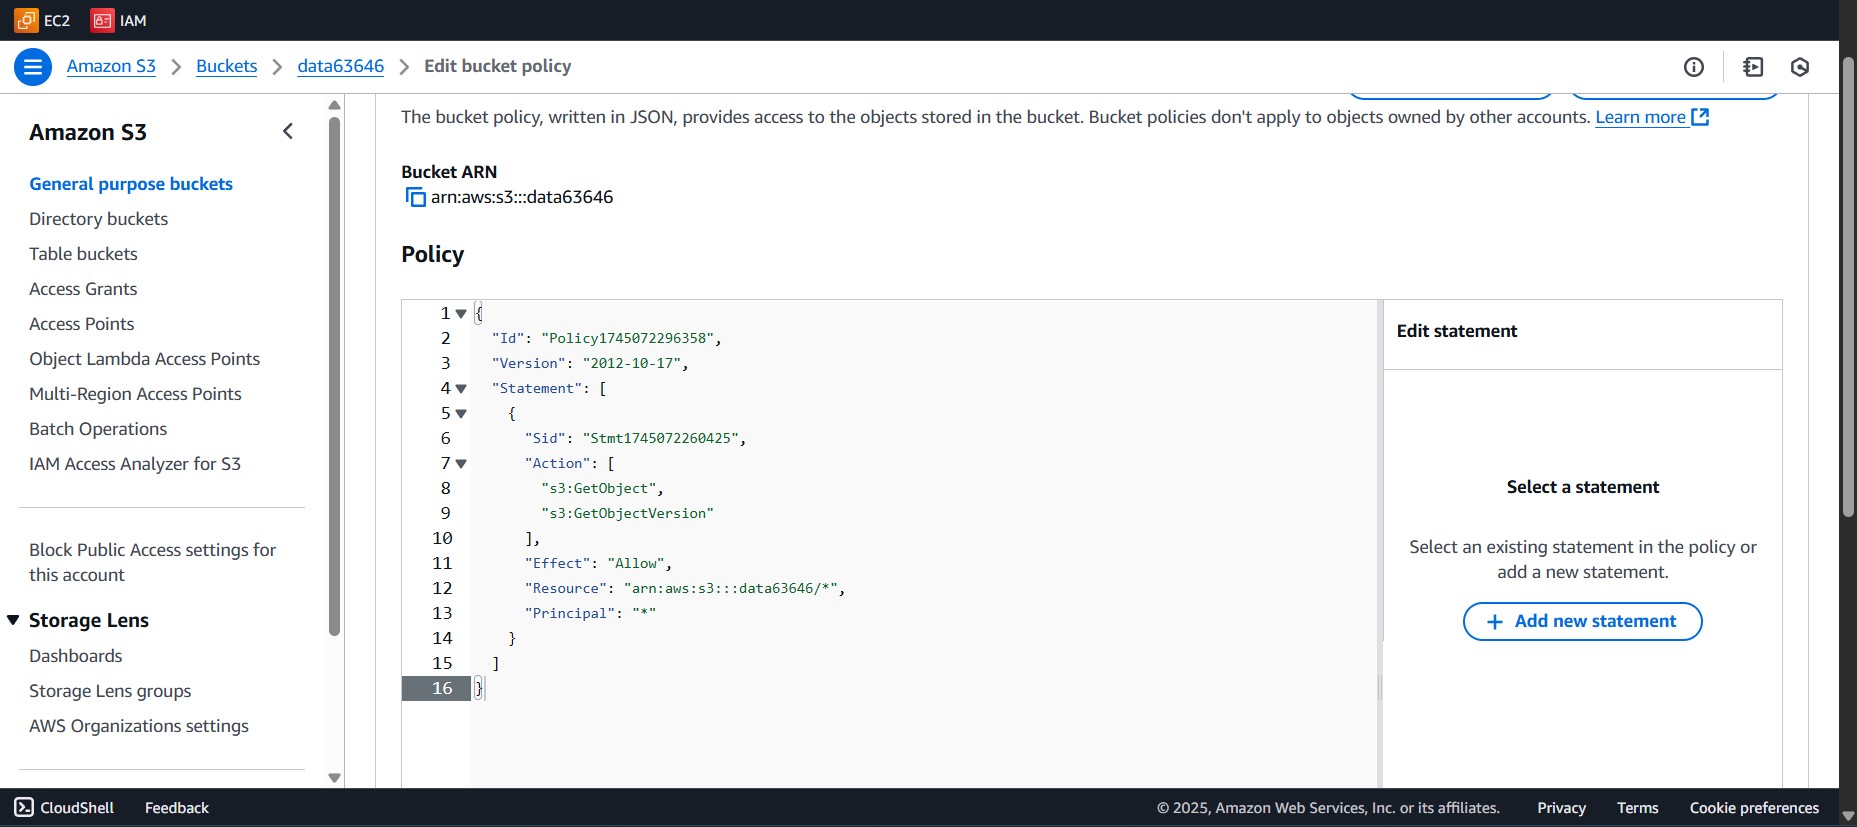 EC2 IAM
Amazon S3 Buckets data63646 Edit bucket policy
Amazon S3
General purpose buckets
Directory buckets
Table buckets
Access Grants
Access Points
Object Lambda Access Points
Multi-Region Access Points
Batch Operations
IAM Access Analyzer for S3
Block Public Access settings for
this account
Storage Lens
Dashboards
Storage Lens groups
AWS Organizations settings
The bucket policy, written in JSON, provides access to the objects stored in the bucket. Bucket policies don't apply to objects owned by other accounts. Learn more
Bucket ARN
arn:aws:s3:::data63646
Policy
1 {
2 "Id": "Policy1745072296358",
3 "Version": "2012-10-17",
4 "Statement": [
5 {
6 "Sid": "Stmt1745072260425",
7 "Action": [
8 "s3:GetObject",
9 "s3:GetObjectVersion"
10 ],
11 "Effect": "Allow",
12 "Resource": "arn:aws:s3:::data63646/*",
13 "Principal": "*"
14 }
15 ]
16 }
Edit statement
Select a statement
Select an existing statement in the policy or
add a new statement.
+ Add new statement
CloudShell Feedback © 2025, Amazon Web Services, Inc. or its affiliates. Privacy Terms Cookie preferences